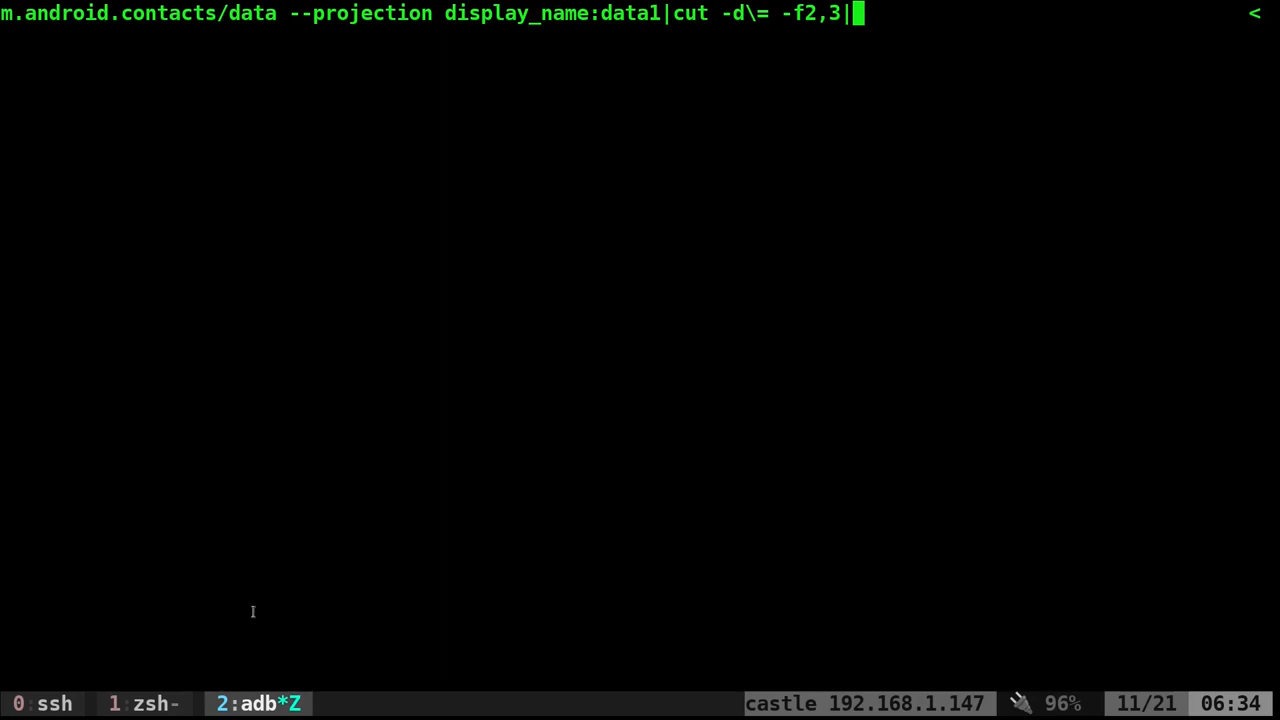 m.android.contacts/data --projection display_name:data1|cut -d\= -f2,3| <
0:ssh 1:zsh- 2:adb*Z castle 192.168.1.147 96% 11/21 06:34